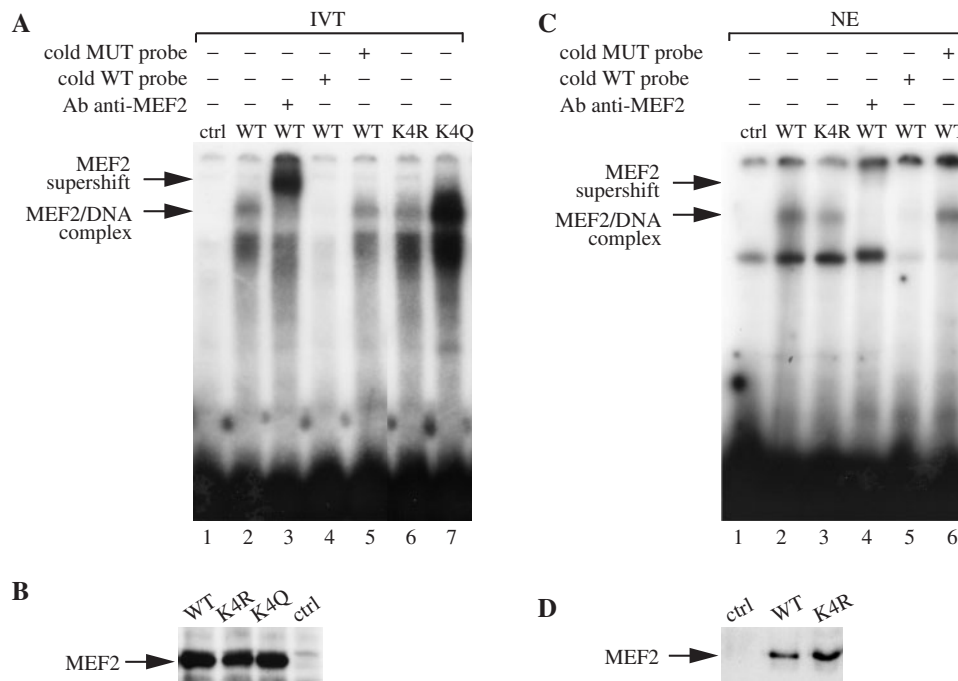 A
IVT
cold MUT probe – – – – + – –
cold WT probe – – – + – – –
Ab anti-MEF2 – – + – – – –
ctrl WT WT WT WT K4R K4Q
MEF2
supershift
MEF2/DNA
complex
1 2 3 4 5 6 7
B
WT K4R K4Q ctrl
MEF2
C
NE
cold MUT probe – – – – – +
cold WT probe – – – – + –
Ab anti-MEF2 – – – + – –
ctrl WT K4R WT WT WT
MEF2
supershift
MEF2/DNA
complex
1 2 3 4 5 6
D
ctrl WT K4R
MEF2